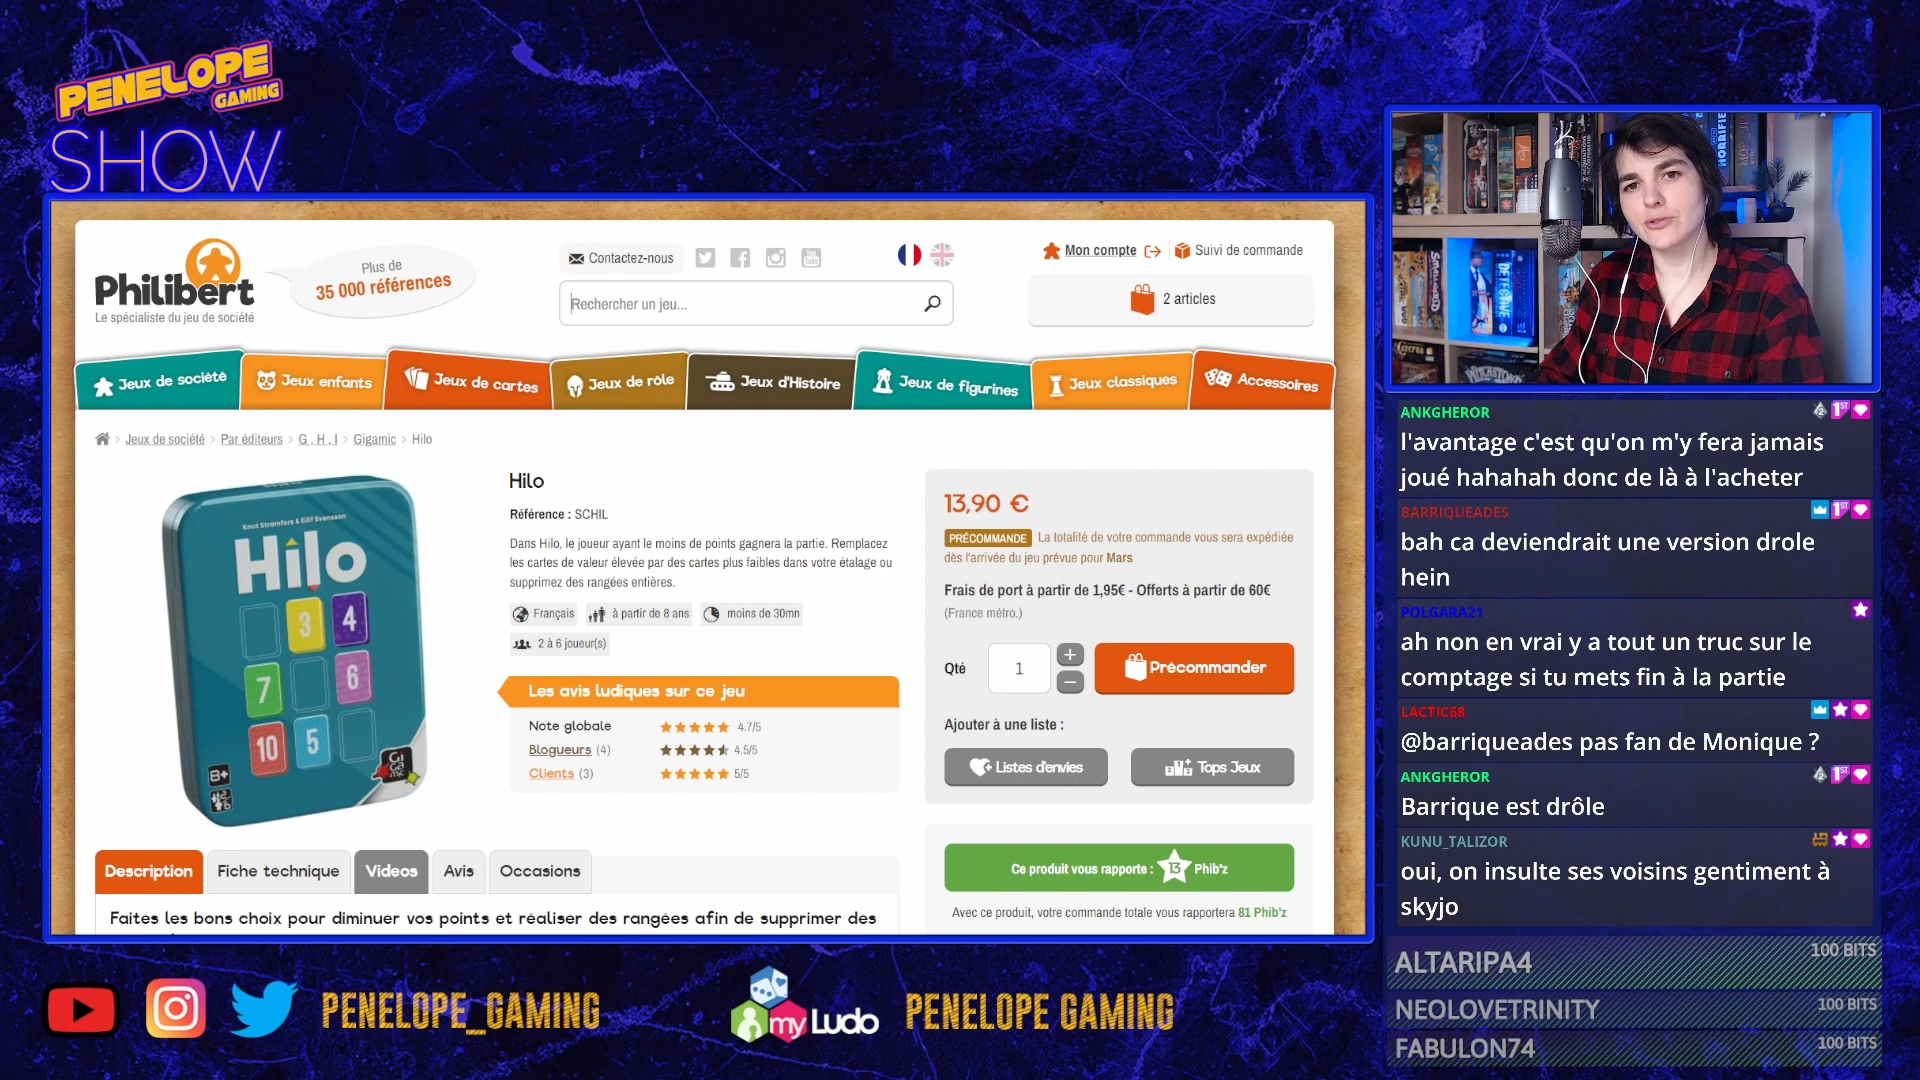 PENELOPE
GAMING
SHOW
Philibert
Le spécialiste du jeu de société
Plus de
35 000 références
Contactez-nous
Rechercher un jeu...
Mon compte
Suivi de commande
2 articles
Jeux de société
Jeux enfants
Jeux de cartes
Jeux de rôle
Jeux d'Histoire
Jeux de figurines
Jeux classiques
Accessoires
> Jeux de société > Par éditeurs > G , H , I > Gigamic > Hilo
Knut Strømfors & Eilif Svensson
Hilo
3
4
7
6
10
5
8+
GiGAMiC
Hilo
Référence : SCHIL
Dans Hilo, le joueur ayant le moins de points gagnera la partie. Remplacez
les cartes de valeur élevée par des cartes plus faibles dans votre étalage ou
supprimez des rangées entières.
Français
à partir de 8 ans
moins de 30mn
2 à 6 joueur(s)
Les avis ludiques sur ce jeu
Note globale 4.7/5
Blogueurs (4) 4.5/5
Clients (3) 5/5
13,90 €
PRÉCOMMANDE La totalité de votre commande vous sera expédiée
dès l'arrivée du jeu prévue pour Mars
Frais de port à partir de 1,95€ - Offerts à partir de 60€
(France métro.)
Qté 1 + − Précommander
Ajouter à une liste :
Listes d'envies
Tops Jeux
Ce produit vous rapporte : 13 Phib'z
Avec ce produit, votre commande totale vous rapportera 81 Phib'z
Description
Fiche technique
Videos
Avis
Occasions
Faites les bons choix pour diminuer vos points et réaliser des rangées afin de supprimer des
DETECTIVE
ANKGHEROR
l'avantage c'est qu'on m'y fera jamais
joué hahahah donc de là à l'acheter
BARRIQUEADES
bah ca deviendrait une version drole
hein
POLGARA21
ah non en vrai y a tout un truc sur le
comptage si tu mets fin à la partie
LACTIC68
@barriqueades pas fan de Monique ?
ANKGHEROR
Barrique est drôle
KUNU_TALIZOR
oui, on insulte ses voisins gentiment à
skyjo
ALTARIPA4 100 BITS
NEOLOVETRINITY 100 BITS
FABULON74 100 BITS
PENELOPE_GAMING
myLudo
PENELOPE GAMING